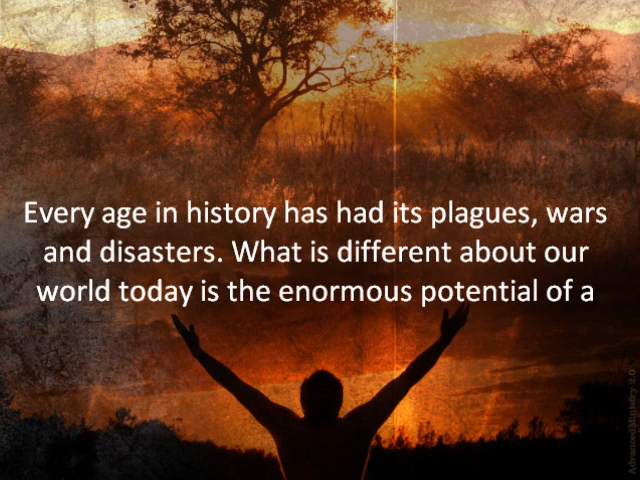 Every age in history has had its plagues, wars
and disasters. What is different about our
world today is the enormous potential of a